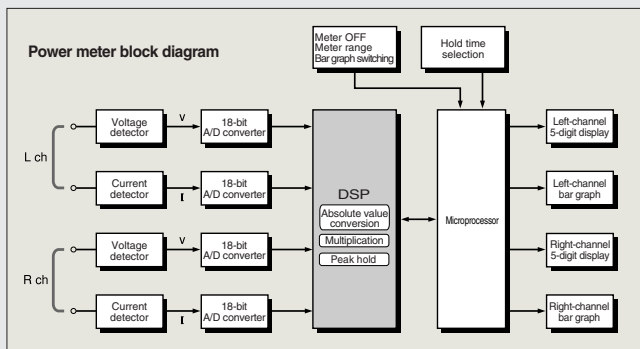 Power meter block diagram
Meter OFF
Meter range
Bar graph switching
Hold time
selection
L ch
Voltage
detector
V
18-bit
A/D converter
Current
detector
I
18-bit
A/D converter
R ch
Voltage
detector
V
18-bit
A/D converter
Current
detector
I
18-bit
A/D converter
DSP
Absolute value
conversion
Multiplication
Peak hold
Microprocessor
Left-channel
5-digit display
Left-channel
bar graph
Right-channel
5-digit display
Right-channel
bar graph